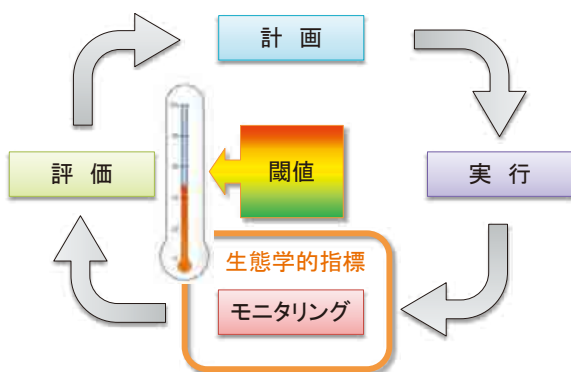 計 画
評 価
閾値
実 行
生態学的指標
モニタリング